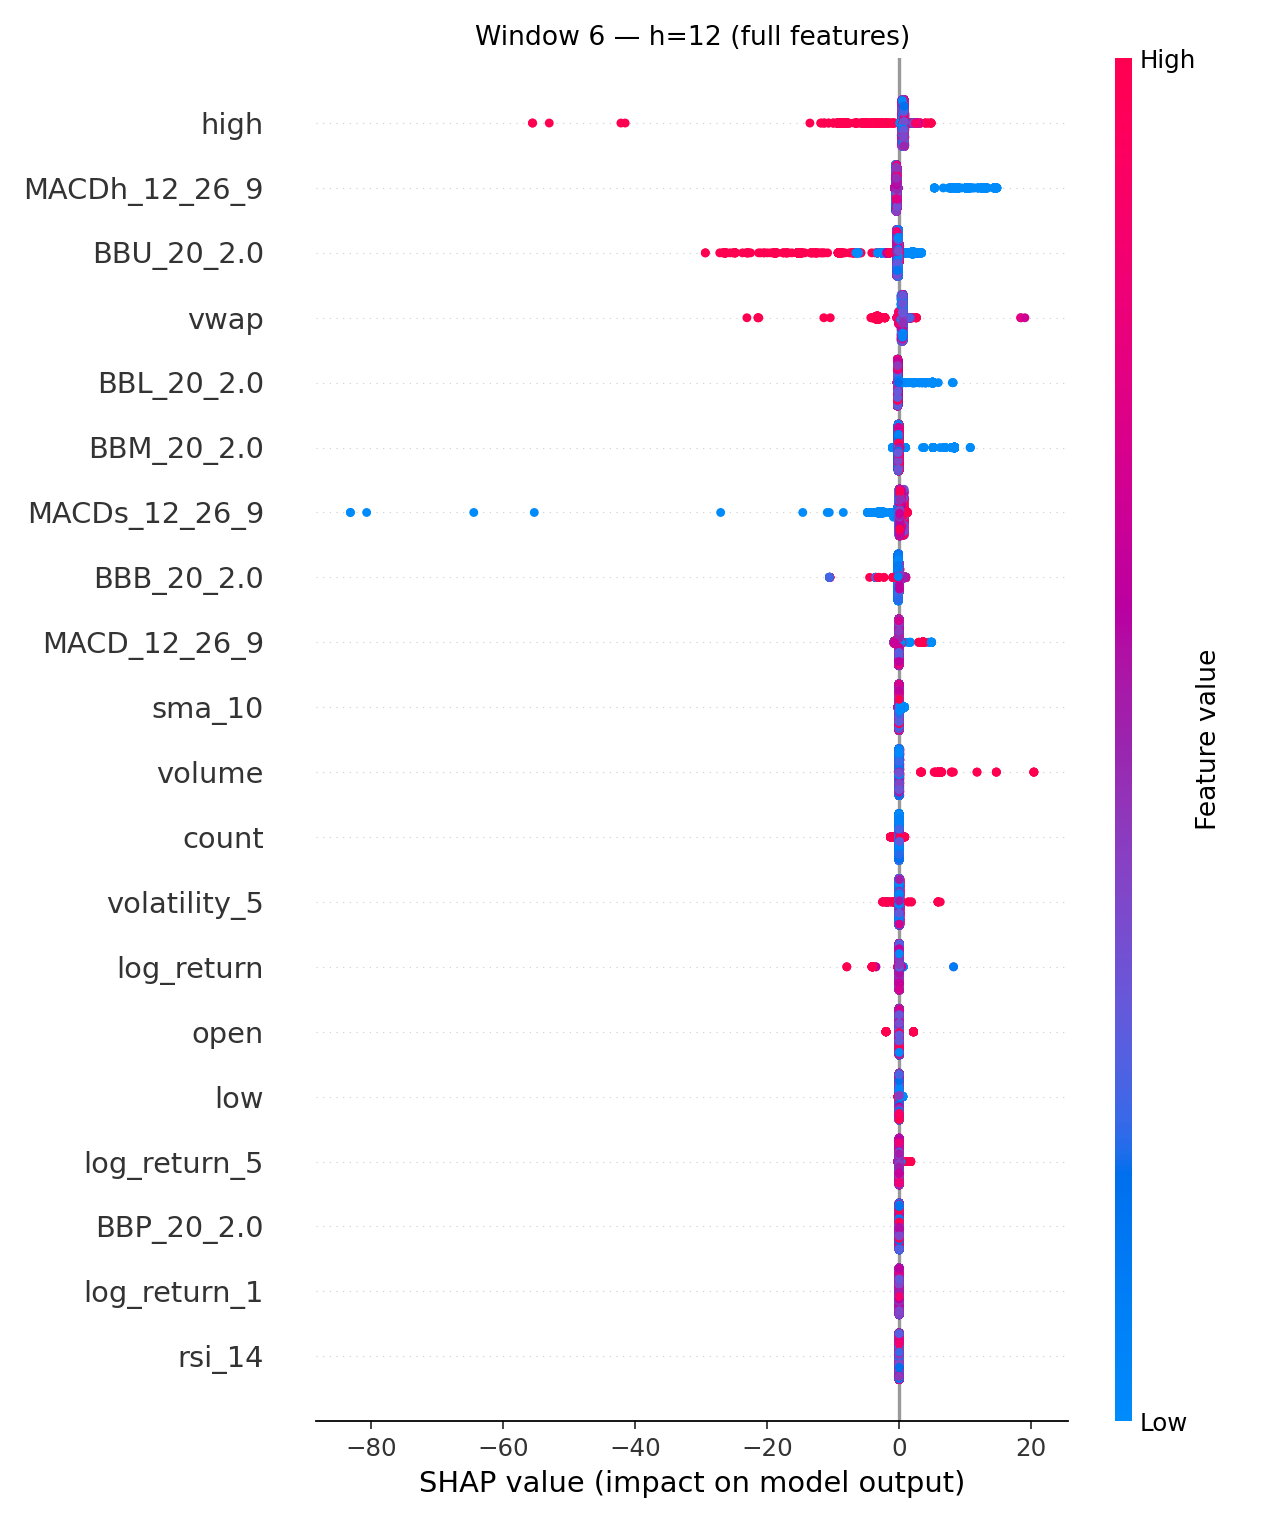 Window 6 — h=12 (full features)
High
high
MACDh_12_26_9
BBU_20_2.0
vwap
BBL_20_2.0
BBM_20_2.0
MACDs_12_26_9
BBB_20_2.0
MACD_12_26_9
sma_10
volume
count
volatility_5
log_return
open
low
log_return_5
BBP_20_2.0
log_return_1
rsi_14
Feature value
Low
−80 −60 −40 −20 0 20
SHAP value (impact on model output)